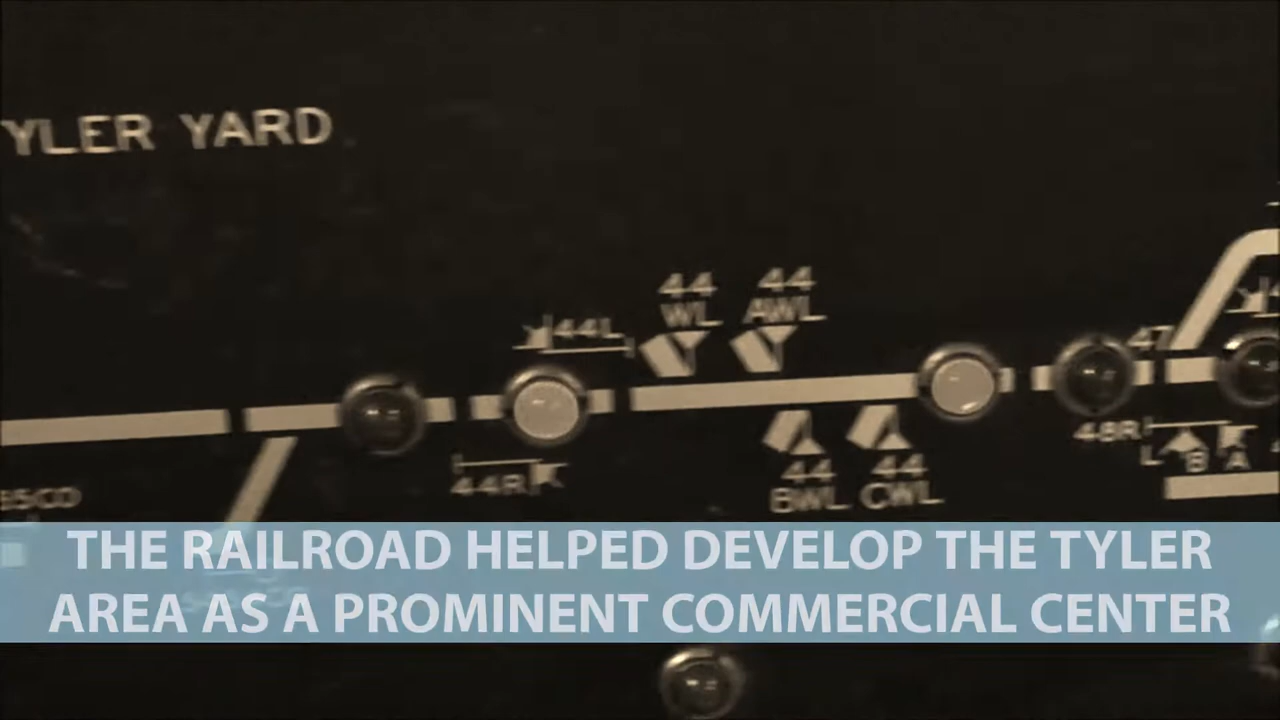 YLER YARD
44 44
WL AWL
44L
47
48R
L B A
44R
44 44
BWL CWL
THE RAILROAD HELPED DEVELOP THE TYLER
AREA AS A PROMINENT COMMERCIAL CENTER